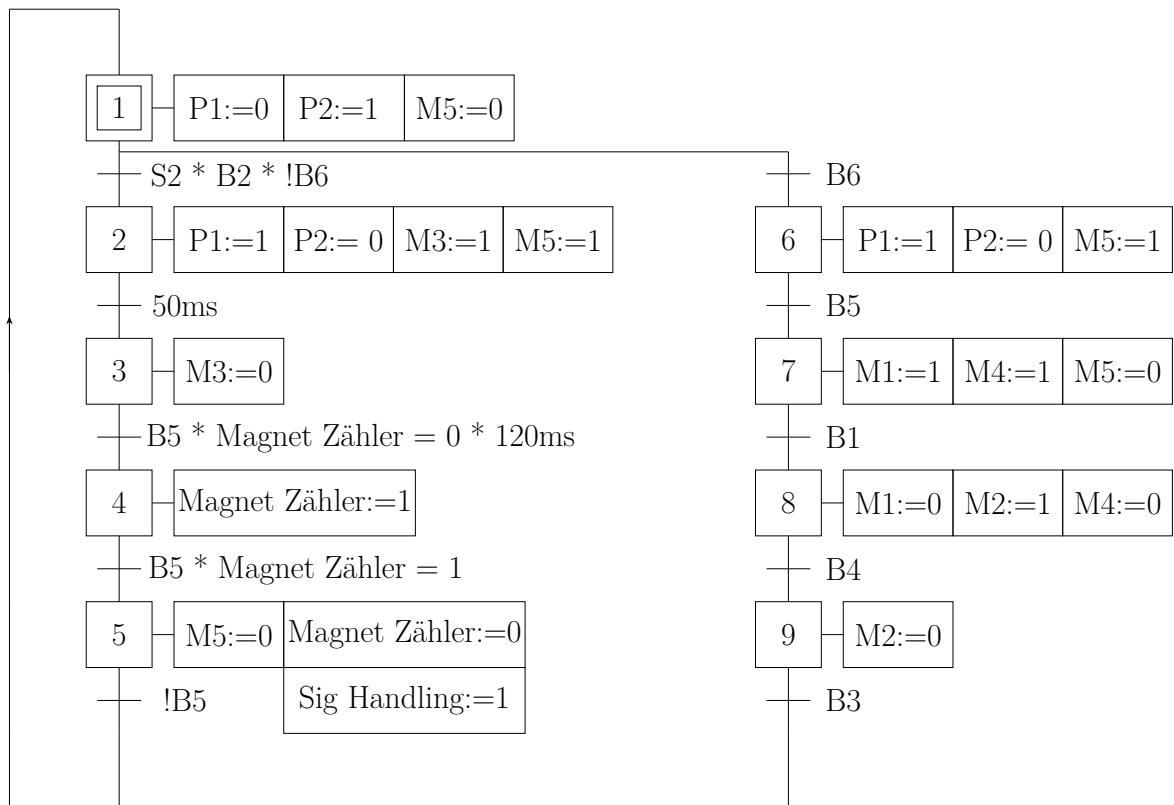 1 P1:=0 P2:=1 M5:=0
S2 * B2 * !B6
B6
2 P1:=1 P2:= 0 M3:=1 M5:=1
6 P1:=1 P2:= 0 M5:=1
50ms
B5
3 M3:=0
7 M1:=1 M4:=1 M5:=0
B5 * Magnet Zähler = 0 * 120ms
B1
4 Magnet Zähler:=1
8 M1:=0 M2:=1 M4:=0
B5 * Magnet Zähler = 1
B4
5 M5:=0 Magnet Zähler:=0
9 M2:=0
!B5 Sig Handling:=1
B3